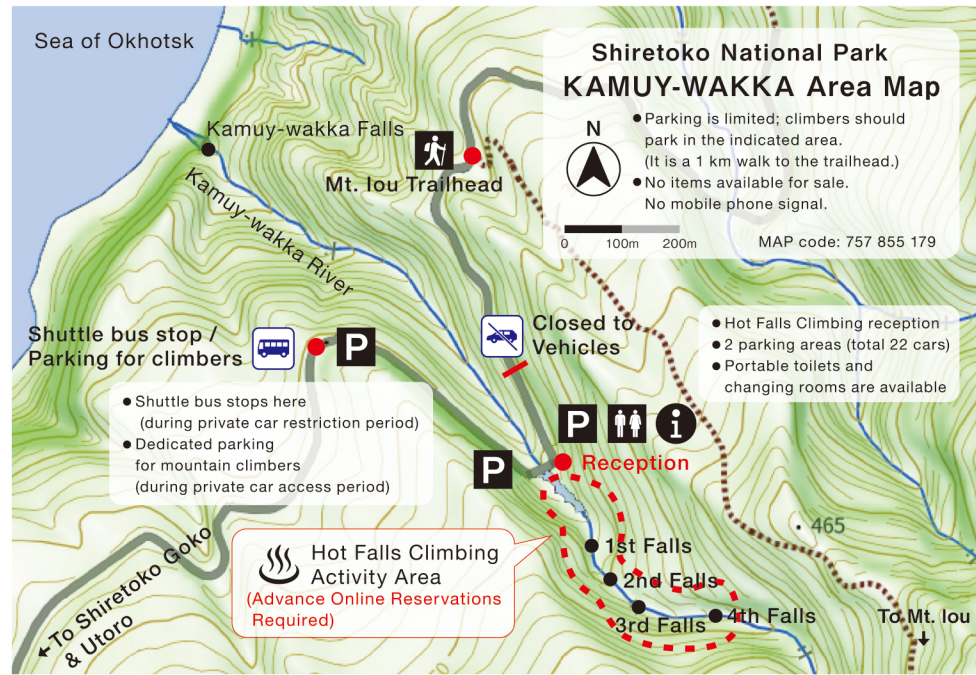 Sea of Okhotsk
Shiretoko National Park
KAMUY-WAKKA Area Map
N
● Parking is limited; climbers should
park in the indicated area.
(It is a 1 km walk to the trailhead.)
● No items available for sale.
No mobile phone signal.
0 100m 200m
MAP code: 757 855 179
Kamuy-wakka Falls
Mt. Iou Trailhead
Kamuy-wakka River
Shuttle bus stop /
Parking for climbers
P
Closed to
Vehicles
● Hot Falls Climbing reception
● 2 parking areas (total 22 cars)
● Portable toilets and
changing rooms are available
● Shuttle bus stops here
(during private car restriction period)
● Dedicated parking
for mountain climbers
(during private car access period)
P
i
Reception
P
465
Hot Falls Climbing
Activity Area
(Advance Online Reservations
Required)
1st Falls
2nd Falls
3rd Falls
4th Falls
←To Shiretoko Goko
& Utoro
To Mt. Iou
↓